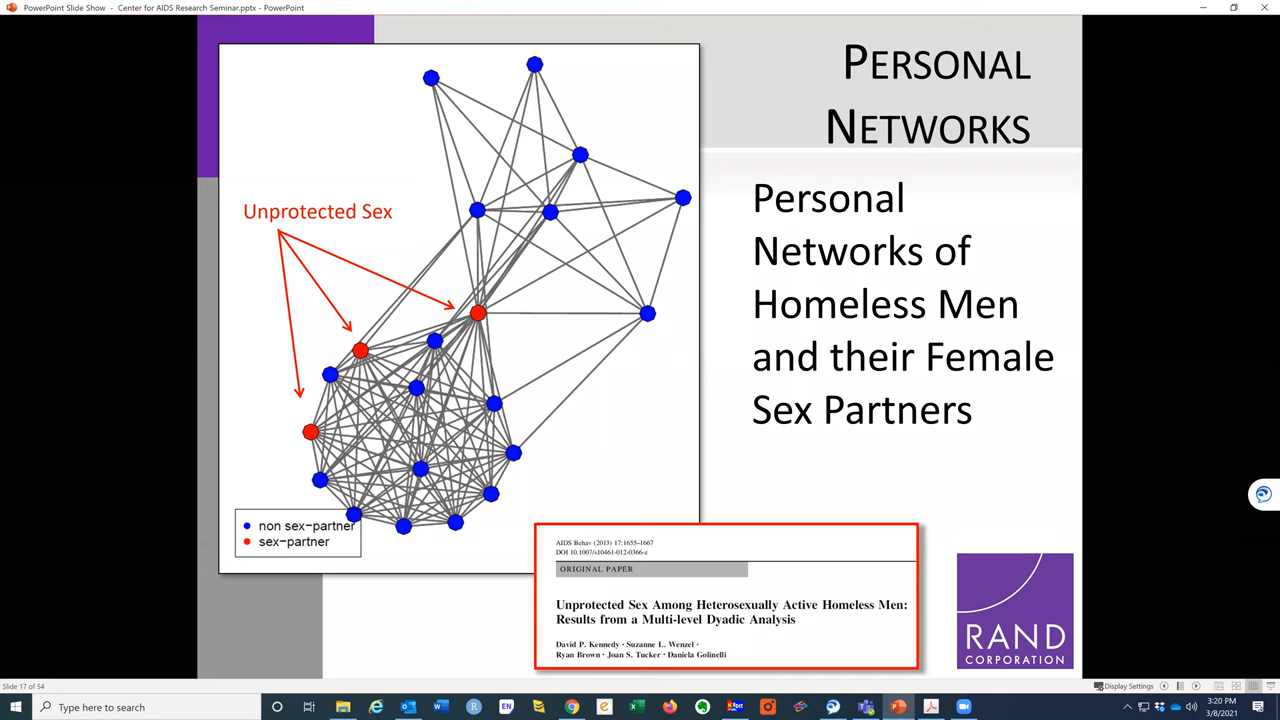 PowerPoint Slide Show - Center for AIDS Research Seminar.pptx - PowerPoint
PERSONAL
NETWORKS
Unprotected Sex
Personal
Networks of
Homeless Men
and their Female
Sex Partners
non sex−partner
sex−partner
AIDS Behav (2013) 17:1655–1667
DOI 10.1007/s10461-012-0366-z
ORIGINAL PAPER
Unprotected Sex Among Heterosexually Active Homeless Men:
Results from a Multi-level Dyadic Analysis
David P. Kennedy · Suzanne L. Wenzel ·
Ryan Brown · Joan S. Tucker · Daniela Golinelli
RAND
CORPORATION
Slide 17 of 54
Display Settings
Type here to search
3:20 PM
3/8/2021